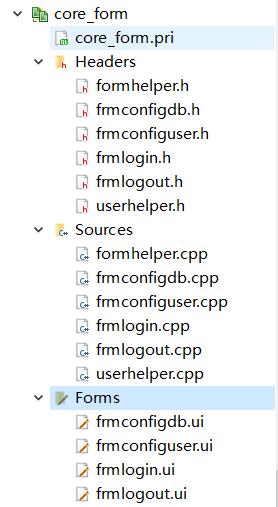 core_form
core_form.pri
Headers
formhelper.h
frmconfigdb.h
frmconfiguser.h
frmlogin.h
frmlogout.h
userhelper.h
Sources
formhelper.cpp
frmconfigdb.cpp
frmconfiguser.cpp
frmlogin.cpp
frmlogout.cpp
userhelper.cpp
Forms
frmconfigdb.ui
frmconfiguser.ui
frmlogin.ui
frmlogout.ui